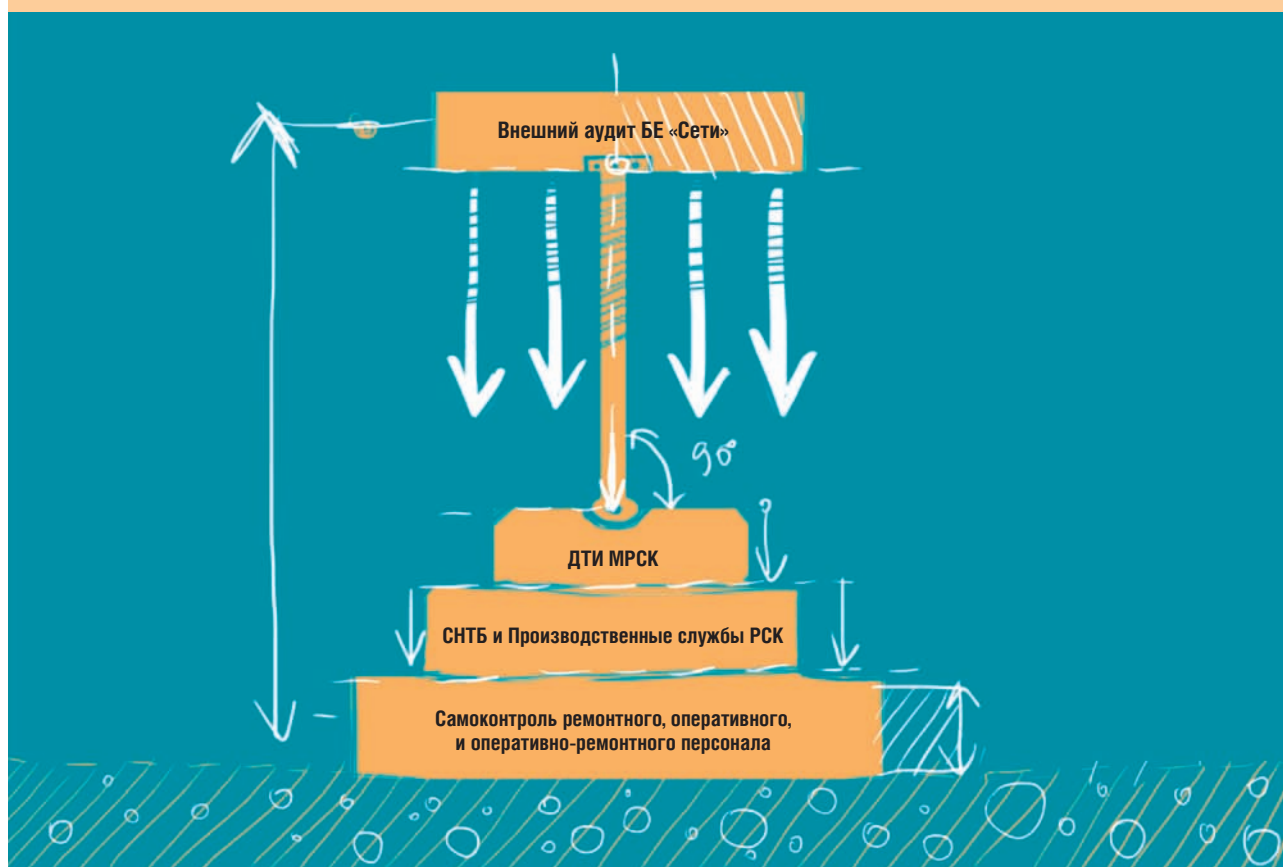 Внешний аудит БЕ «Сети»
90°
ДТИ МРСК
СНТБ и Производственные службы РСК
Самоконтроль ремонтного, оперативного,
и оперативно-ремонтного персонала